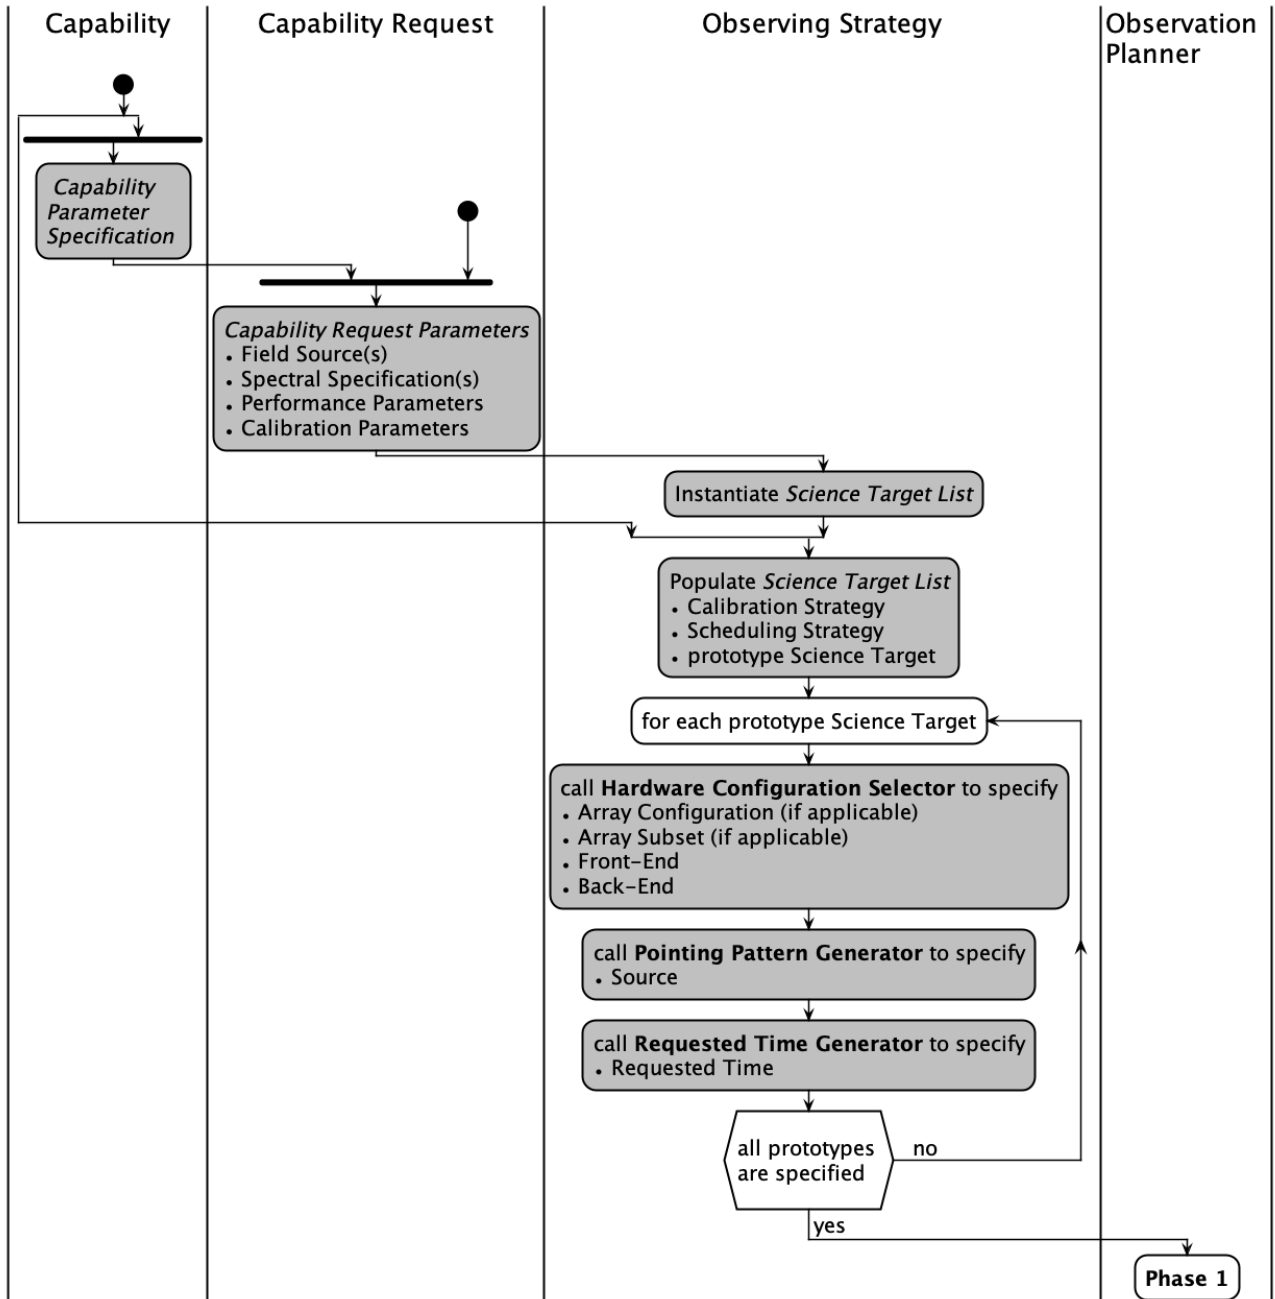 Capability
Capability Request
Observing Strategy
Observation
Planner
Capability
Parameter
Specification
Capability Request Parameters
• Field Source(s)
• Spectral Specification(s)
• Performance Parameters
• Calibration Parameters
Instantiate Science Target List
Populate Science Target List
• Calibration Strategy
• Scheduling Strategy
• prototype Science Target
for each prototype Science Target
call Hardware Configuration Selector to specify
• Array Configuration (if applicable)
• Array Subset (if applicable)
• Front-End
• Back-End
call Pointing Pattern Generator to specify
• Source
call Requested Time Generator to specify
• Requested Time
all prototypes
are specified
no
yes
Phase 1